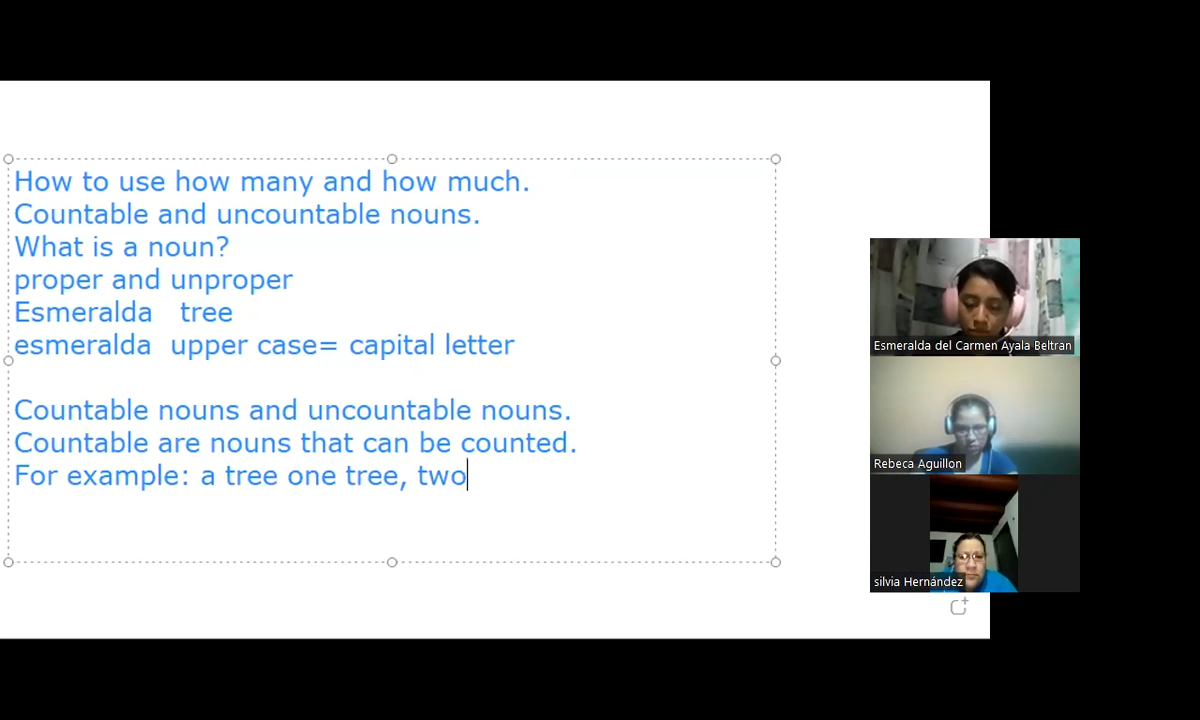 How to use how many and how much.
Countable and uncountable nouns.
What is a noun?
proper and unproper
Esmeralda tree
esmeralda upper case= capital letter
Countable nouns and uncountable nouns.
Countable are nouns that can be counted.
For example: a tree one tree, two
Esmeralda del Carmen Ayala Beltran
Rebeca Aguillon
silvia Hernández